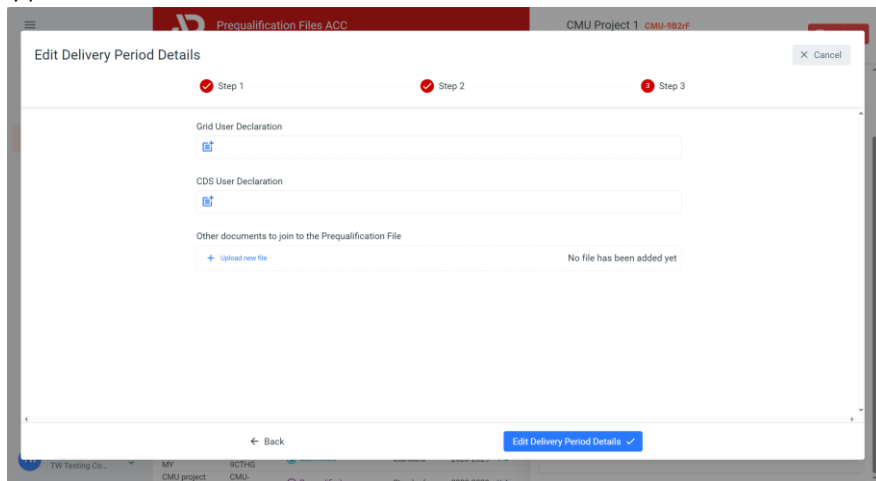 Prequalification Files ACC
CMU Project 1 CMU-9B2rF
Edit Delivery Period Details
× Cancel
Step 1
Step 2
3 Step 3
Grid User Declaration
CDS User Declaration
Other documents to join to the Prequalification File
+ Upload new file
No file has been added yet
← Back
Edit Delivery Period Details ✓
TW Testing Co..
MY
9CTHG
CMU project
CMU-